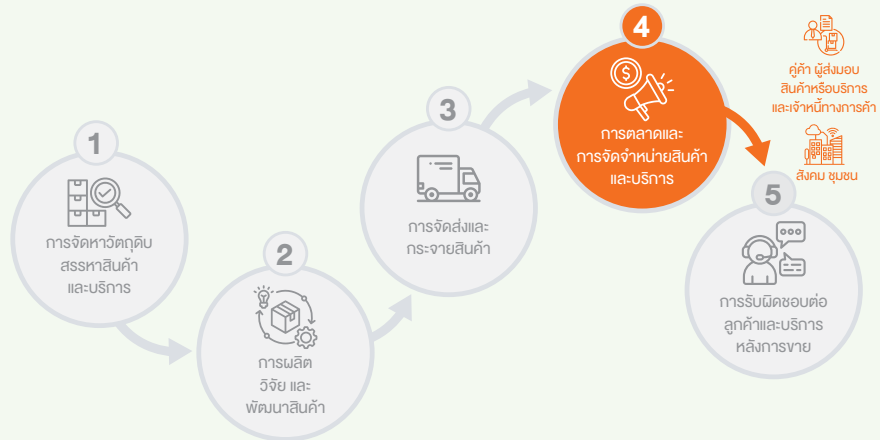 1
การจัดหาวัตถุดิบ
สรรหาสินค้า
และบริการ
2
การผลิต
วิจัย และ
พัฒนาสินค้า
3
การจัดส่งและ
กระจายสินค้า
4
$
การตลาดและ
การจัดจำหน่ายสินค้า
และบริการ
คู่ค้า ผู้ส่งมอบ
สินค้าหรือบริการ
และเจ้าหนี้ทางการค้า
สังคม ชุมชน
5
การรับผิดชอบต่อ
ลูกค้าและบริการ
หลังการขาย